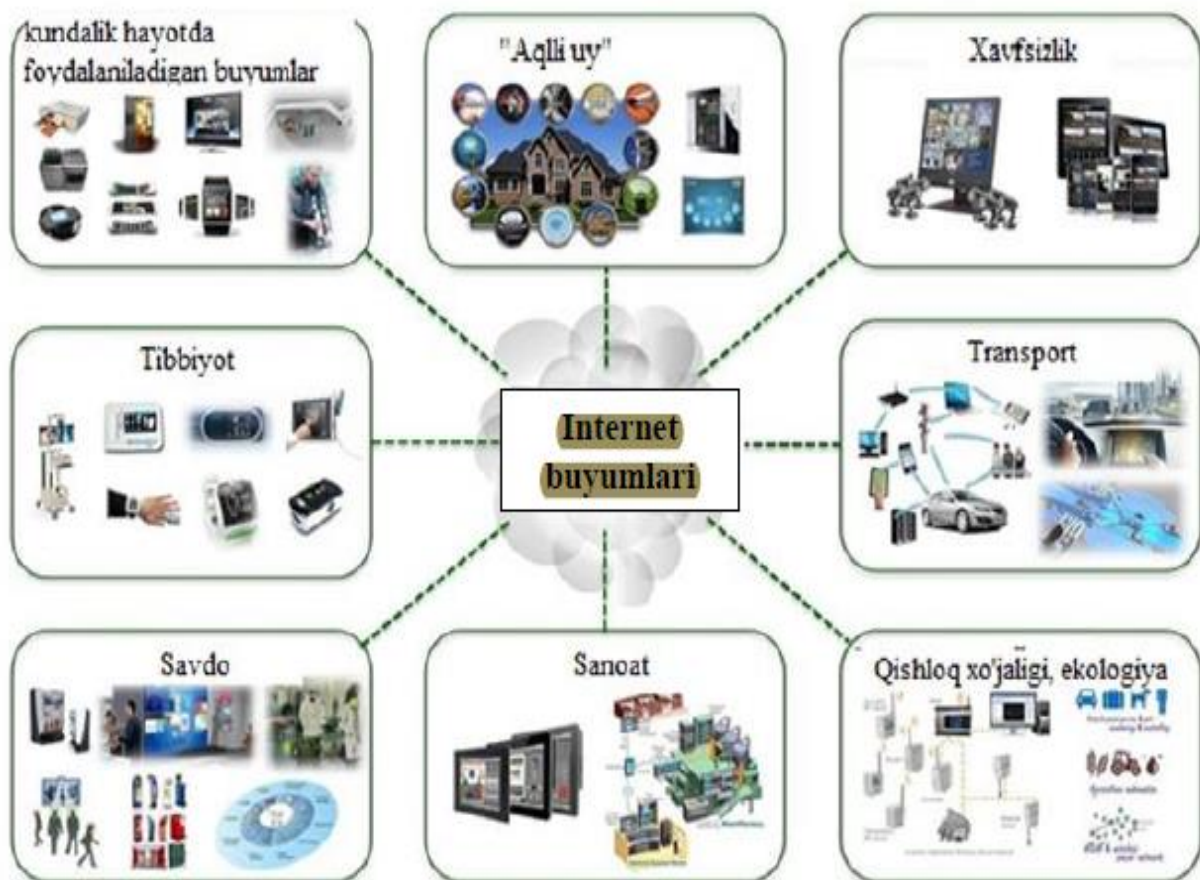 kundalik hayotda
foydalaniladigan buyumlar
"Aqlli uy"
Xavfsizlik
Tibbiyot
Transport
Internet
buyumlari
Savdo
Sanoat
Qishloq xo'jaligi, ekologiya